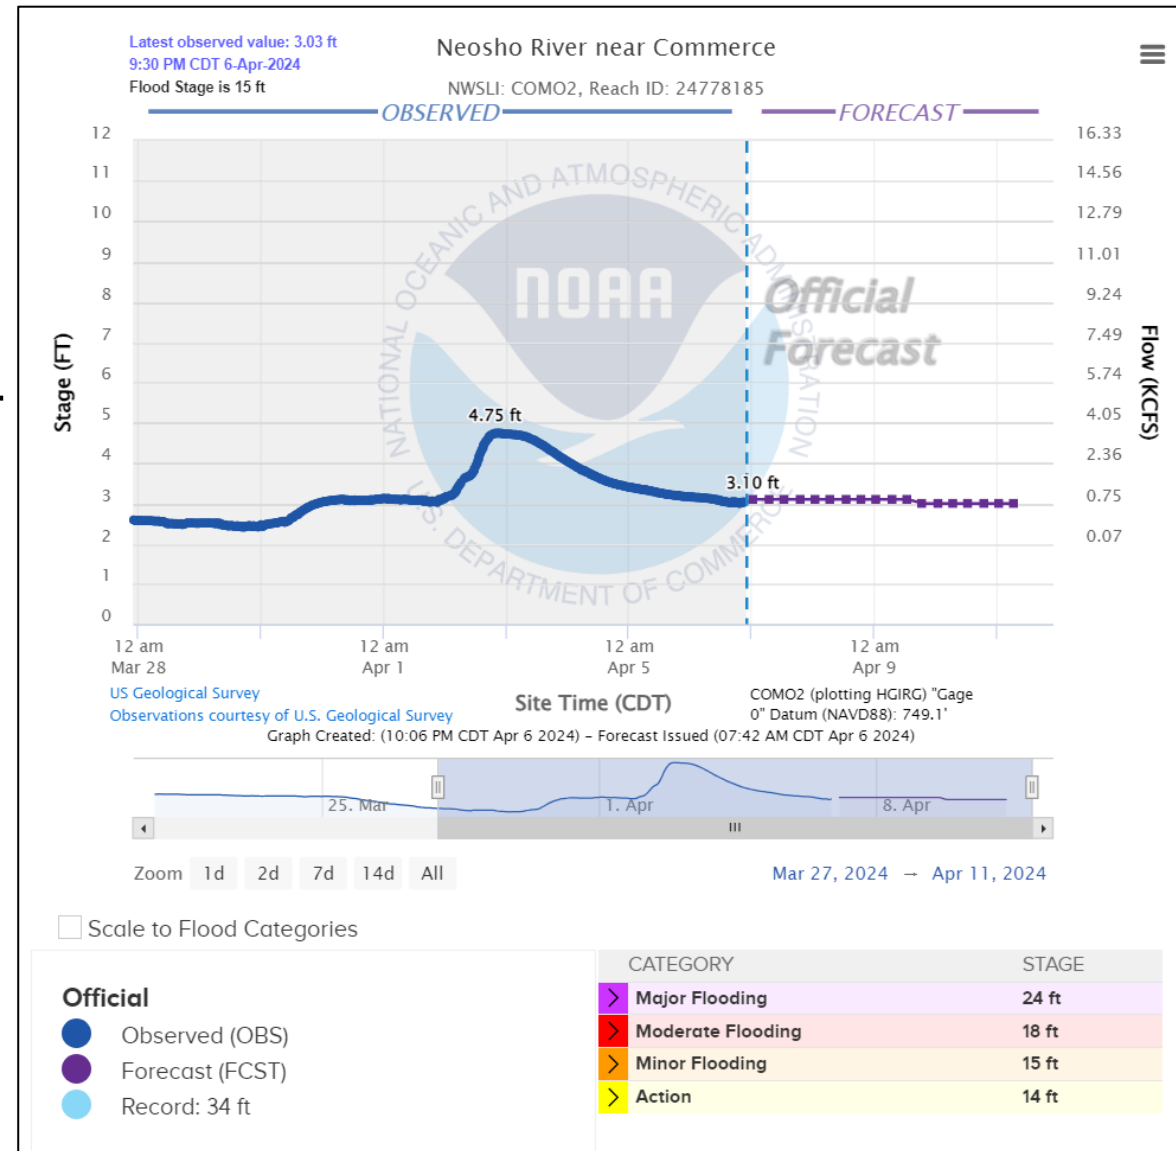 Latest observed value: 3.03 ft
9:30 PM CDT 6-Apr-2024
Flood Stage is 15 ft
Neosho River near Commerce
NWSLI: COMO2, Reach ID: 24778185
OBSERVED
FORECAST
12
11
10
9
8
7
6
5
4
3
2
1
0
Stage (FT)
16.33
14.56
12.79
11.01
9.24
7.49
5.74
4.05
2.36
0.75
0.07
Flow (KCFS)
NATIONAL OCEANIC AND ATMOSPHERIC ADMINISTRATION
NOAA
U.S. DEPARTMENT OF COMMERCE
Official
Forecast
4.75 ft
3.10 ft
12 am
Mar 28
12 am
Apr 1
12 am
Apr 5
12 am
Apr 9
US Geological Survey
Observations courtesy of U.S. Geological Survey
Site Time (CDT)
COMO2 (plotting HGIRG) "Gage
0" Datum (NAVD88): 749.1'
Graph Created: (10:06 PM CDT Apr 6 2024) – Forecast Issued (07:42 AM CDT Apr 6 2024)
25. Mar
1. Apr
8. Apr
Zoom 1d 2d 7d 14d All
Mar 27, 2024 → Apr 11, 2024
Scale to Flood Categories
Official
Observed (OBS)
Forecast (FCST)
Record: 34 ft
CATEGORY STAGE
Major Flooding 24 ft
Moderate Flooding 18 ft
Minor Flooding 15 ft
Action 14 ft